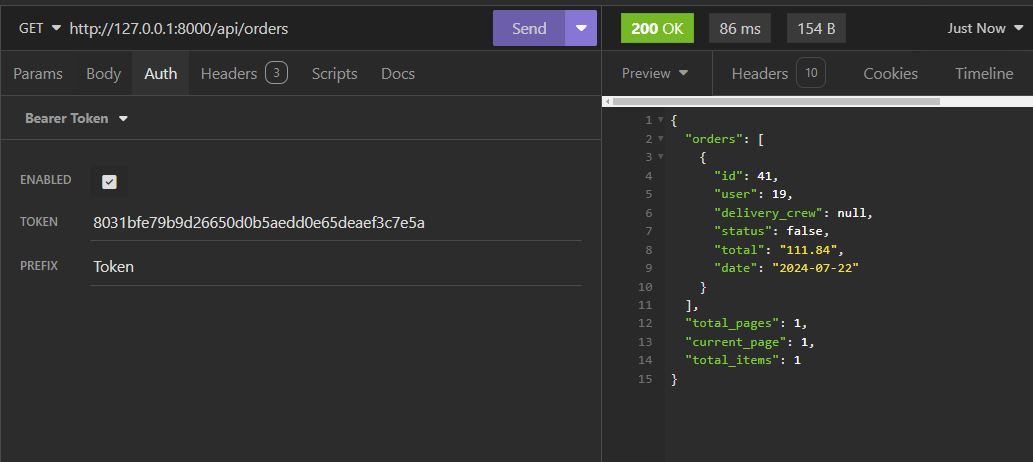 GET http://127.0.0.1:8000/api/orders Send
Params Body Auth Headers 3 Scripts Docs
Bearer Token
ENABLED
TOKEN 8031bfe79b9d26650d0b5aedd0e65deaef3c7e5a
PREFIX Token
200 OK 86 ms 154 B Just Now
Preview Headers 10 Cookies Timeline
1 {
2 "orders": [
3 {
4 "id": 41,
5 "user": 19,
6 "delivery_crew": null,
7 "status": false,
8 "total": "111.84",
9 "date": "2024-07-22"
10 }
11 ],
12 "total_pages": 1,
13 "current_page": 1,
14 "total_items": 1
15 }